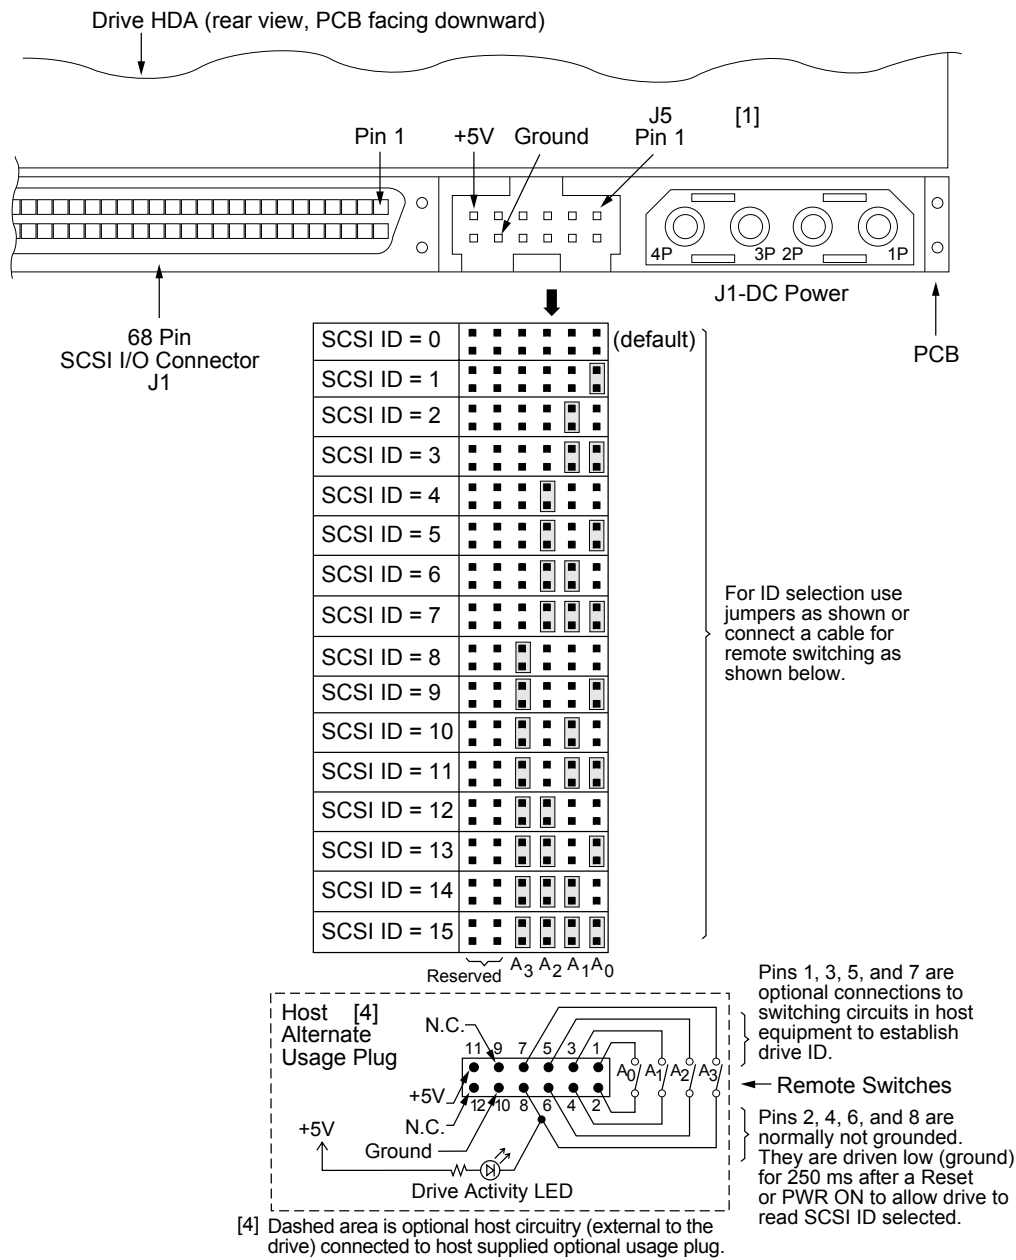 Drive HDA (rear view, PCB facing downward)
J5
[1]
Pin 1
+5V
Ground
Pin 1
4P
3P
2P
1P
J1-DC Power
68 Pin
SCSI I/O Connector
J1
PCB
SCSI ID = 0
(default)
SCSI ID = 1
SCSI ID = 2
SCSI ID = 3
SCSI ID = 4
SCSI ID = 5
SCSI ID = 6
SCSI ID = 7
SCSI ID = 8
SCSI ID = 9
SCSI ID = 10
SCSI ID = 11
SCSI ID = 12
SCSI ID = 13
SCSI ID = 14
SCSI ID = 15
For ID selection use
jumpers as shown or
connect a cable for
remote switching as
shown below.
Reserved
A3 A2 A1 A0
Host [4]
Alternate
Usage Plug
N.C.
11 9 7 5 3 1
A0 A1 A2 A3
+5V
12 10 8 6 4 2
N.C.
+5V
Ground
Drive Activity LED
Pins 1, 3, 5, and 7 are
optional connections to
switching circuits in host
equipment to establish
drive ID.
Remote Switches
Pins 2, 4, 6, and 8 are
normally not grounded.
They are driven low (ground)
for 250 ms after a Reset
or PWR ON to allow drive to
read SCSI ID selected.
[4] Dashed area is optional host circuitry (external to the
drive) connected to host supplied optional usage plug.